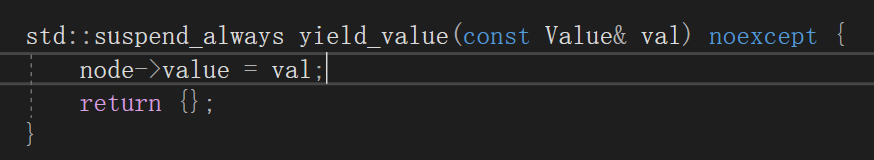 std::suspend_always yield_value(const Value& val) noexcept {
node->value = val;
return {};
}